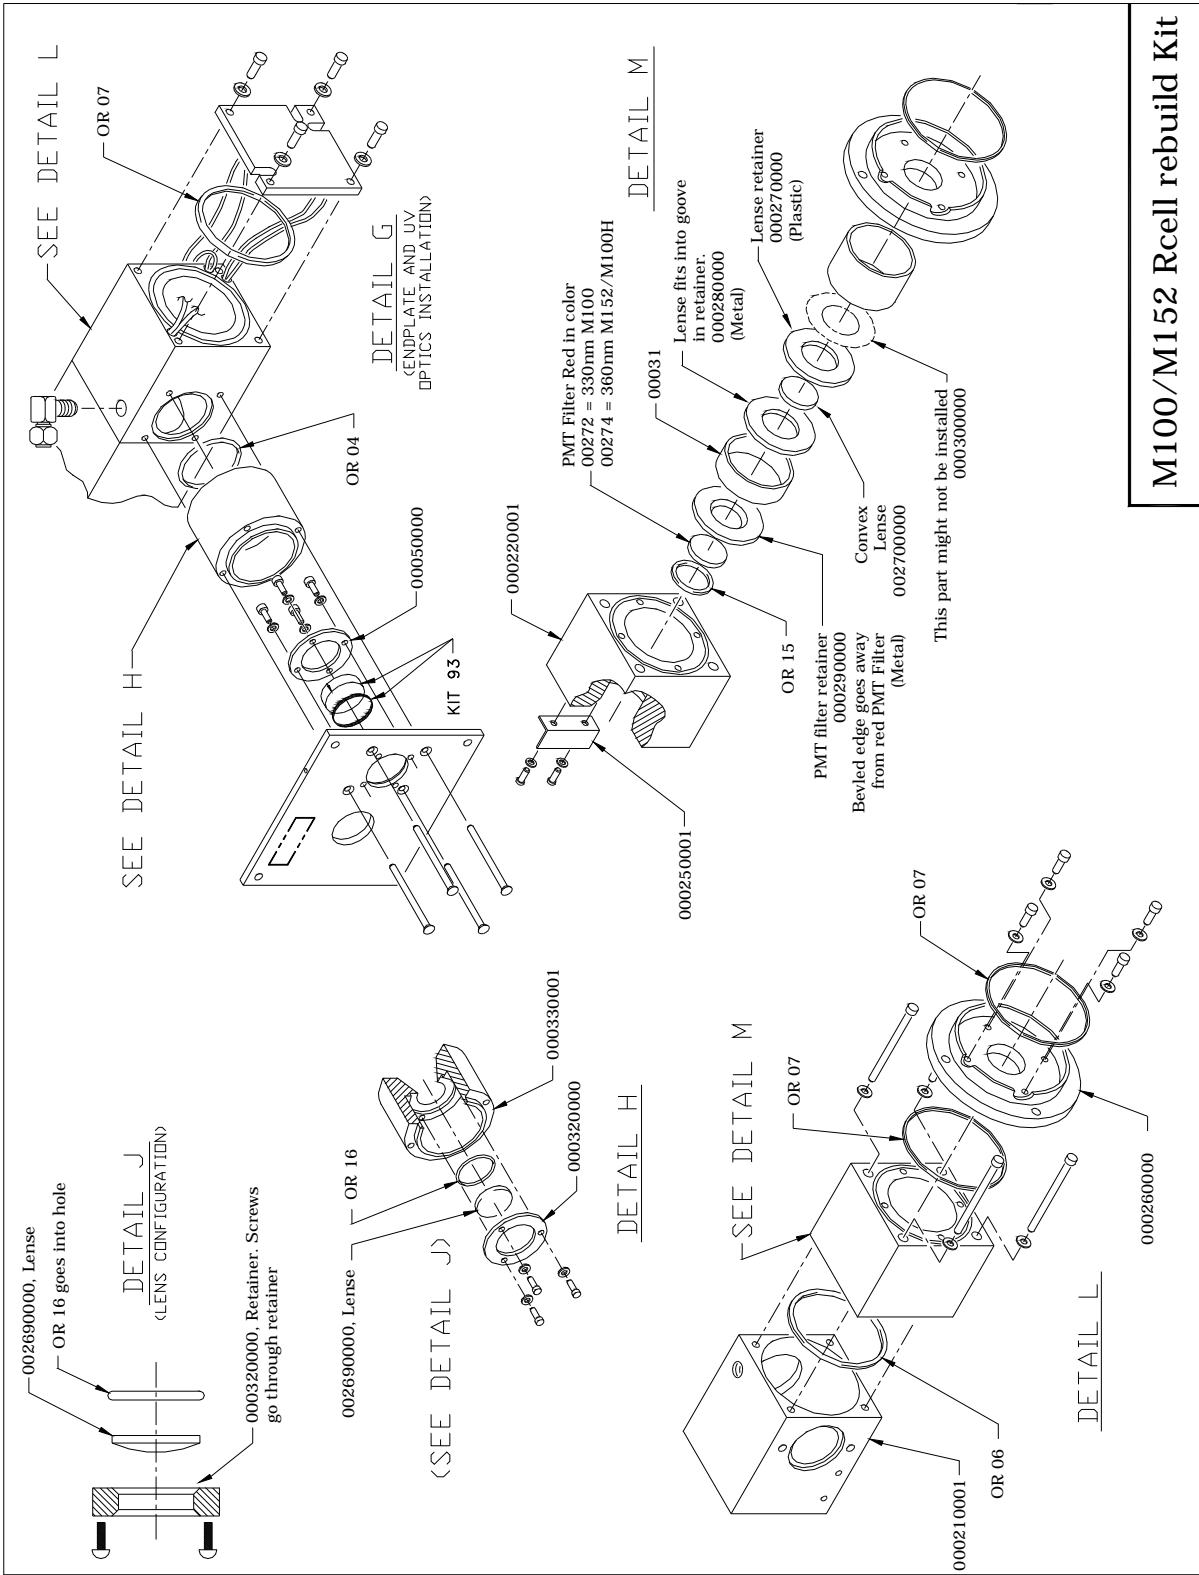 002690000, Lense
OR 16 goes into hole
DETAIL J
(LENS CONFIGURATION)
000320000, Retainer. Screws
go through retainer
SEE DETAIL H
SEE DETAIL L
OR 07
DETAIL G
(ENDPLATE AND UV
OPTICS INSTALLATION)
OR 04
00050000
KIT 93
002690000, Lense
OR 16
(SEE DETAIL J)
000330001
000320000
DETAIL H
000220001
PMT Filter Red in color
00272 = 330nm M100
00274 = 360nm M152/M100H
DETAIL M
00031
Lense fits into goove
in retainer.
000280000
(Metal)
Lense retainer
000270000
(Plastic)
000250001
OR 15
PMT filter retainer
000290000
Bevled edge goes away
from red PMT Filter
(Metal)
Convex
Lense
002700000
This part might not be installed
000300000
SEE DETAIL M
OR 07
OR 07
000210001
OR 06
DETAIL L
000260000
M100/M152 Rcell rebuild Kit